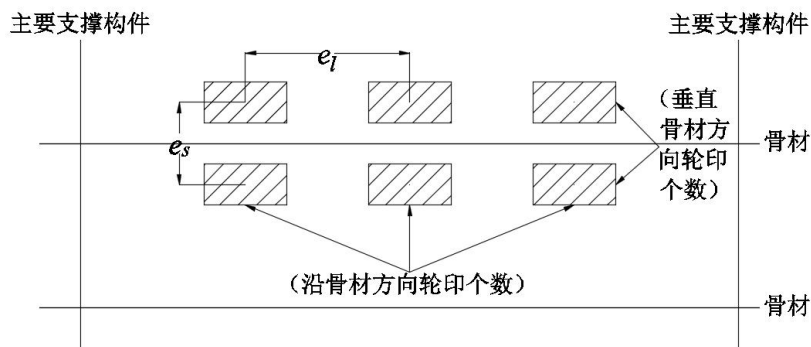 主要支撑构件
主要支撑构件
e_l
(垂直
骨材方
向轮印
个数)
e_s
骨材
(沿骨材方向轮印个数)
骨材